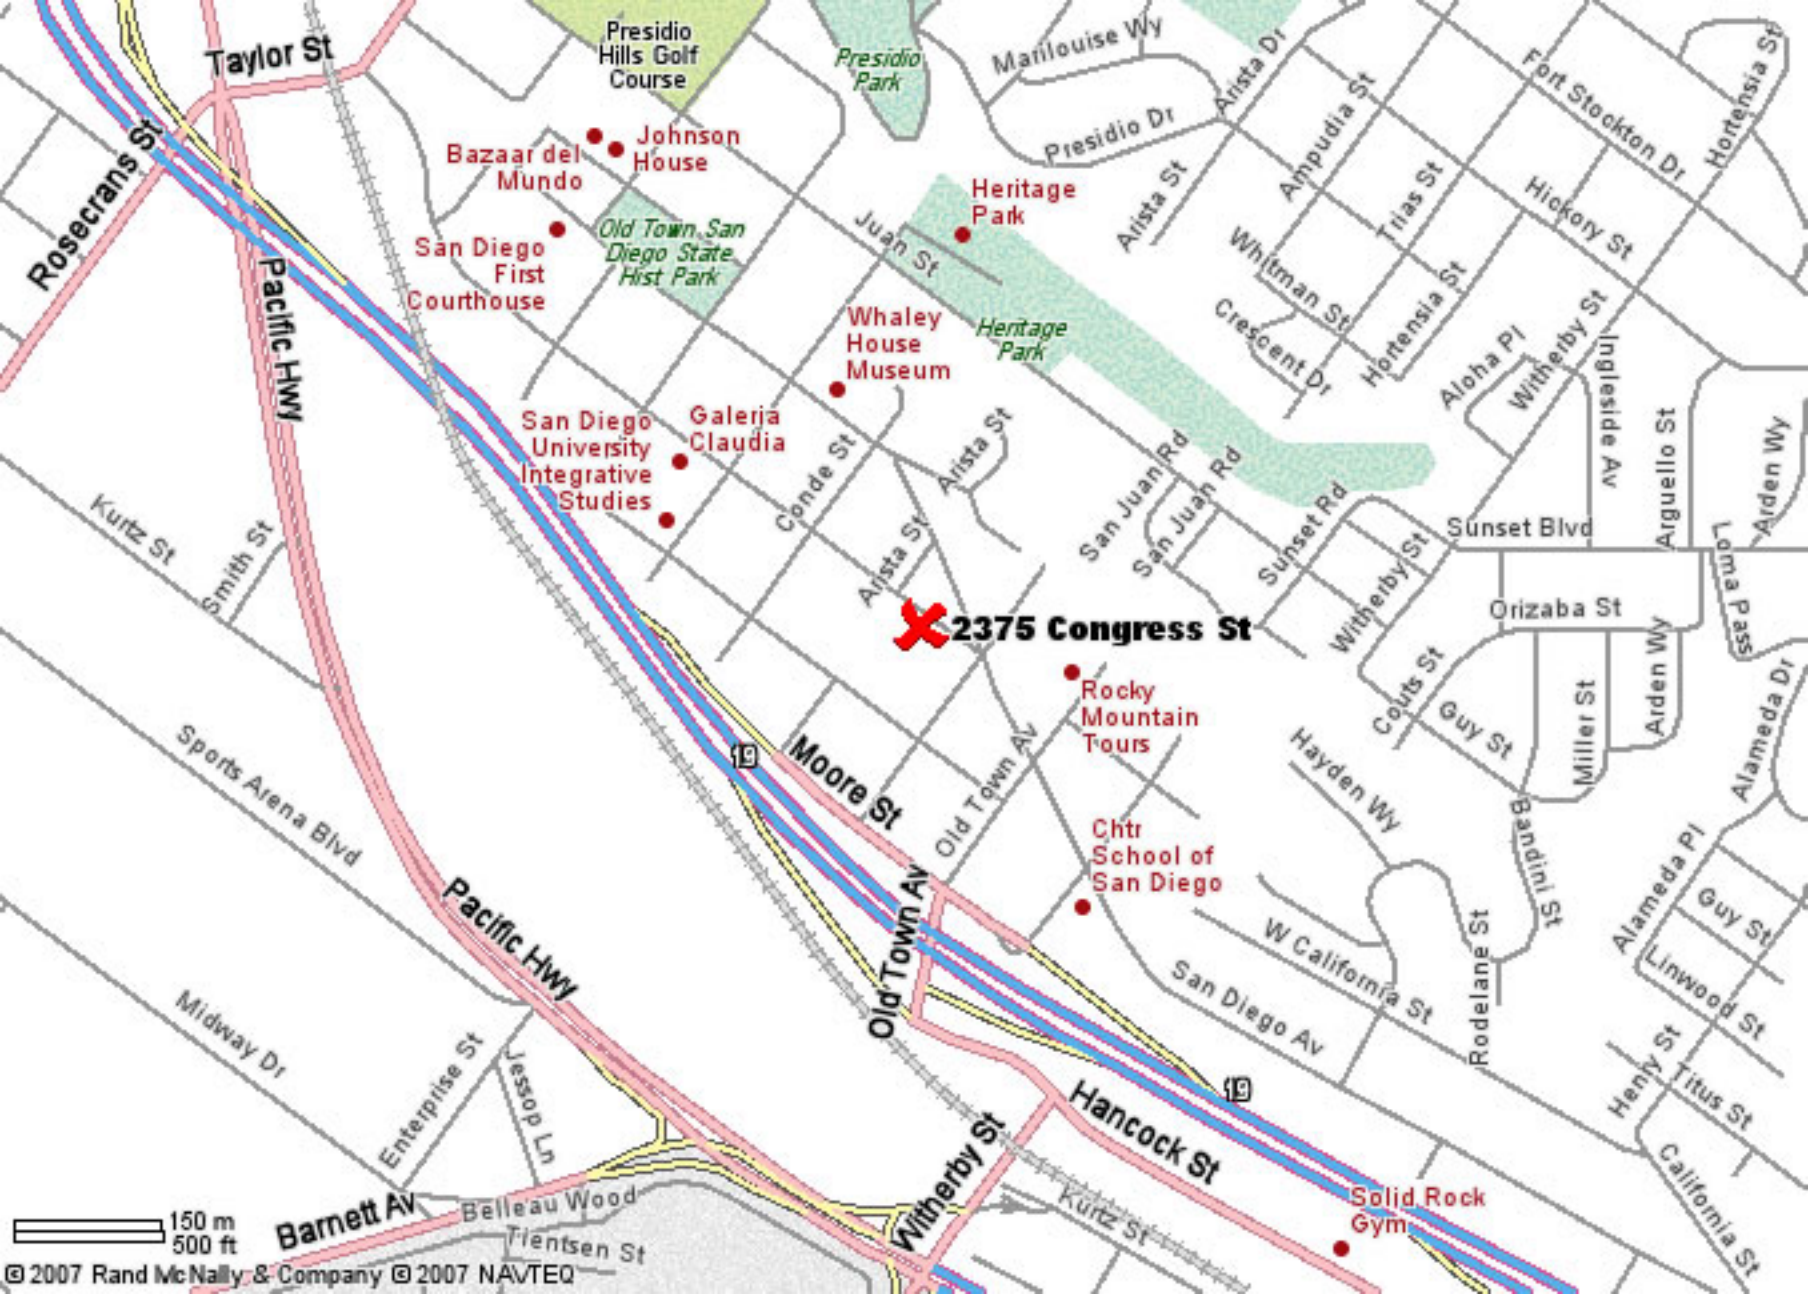 Taylor St
Presidio
Hills Golf
Course
Presidio
Park
Marilouise Wy
Arista Dr
Presidio Dr
Ampudia St
Fort Stockton Dr
Hortensia St
Rosecrans St
Bazaar del
Mundo
Johnson
House
Heritage
Park
Arista St
Trias St
Hickory St
San Diego
First
Courthouse
Old Town San
Diego State
Hist Park
Juan St
Whitman St
Hortensia St
Crescent Dr
Pacific Hwy
Whaley
House
Museum
Heritage
Park
Aloha Pl
Witherby St
Ingleside Av
San Diego
University
Integrative
Studies
Galeria
Claudia
Conde St
Arista St
San Juan Rd
San Juan Rd
Sunset Rd
Sunset Blvd
Arguello St
Arden Wy
Loma Pass
Kurtz St
Smith St
Arista St
2375 Congress St
Witherby St
Orizaba St
Couts St
Guy St
Miller St
Arden Wy
Alameda Dr
Rocky
Mountain
Tours
Sports Arena Blvd
19
Moore St
Old Town Av
Hayden Wy
Bandini St
Chtr
School of
San Diego
Alameda Pl
Guy St
Linwood St
Pacific Hwy
Old Town Av
W California St
San Diego Av
Rodelane St
Midway Dr
Enterprise St
Jessop Ln
19
Hancock St
Henry St
Titus St
California St
Witherby St
Kurtz St
Solid Rock
Gym
Barnett Av
Belleau Wood
Tientsen St
150 m
500 ft
© 2007 Rand McNally & Company © 2007 NAVTEQ